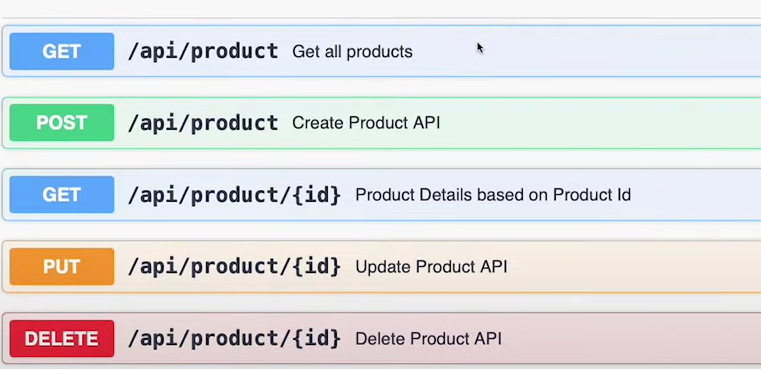 GET /api/product Get all products
POST /api/product Create Product API
GET /api/product/{id} Product Details based on Product Id
PUT /api/product/{id} Update Product API
DELETE /api/product/{id} Delete Product API